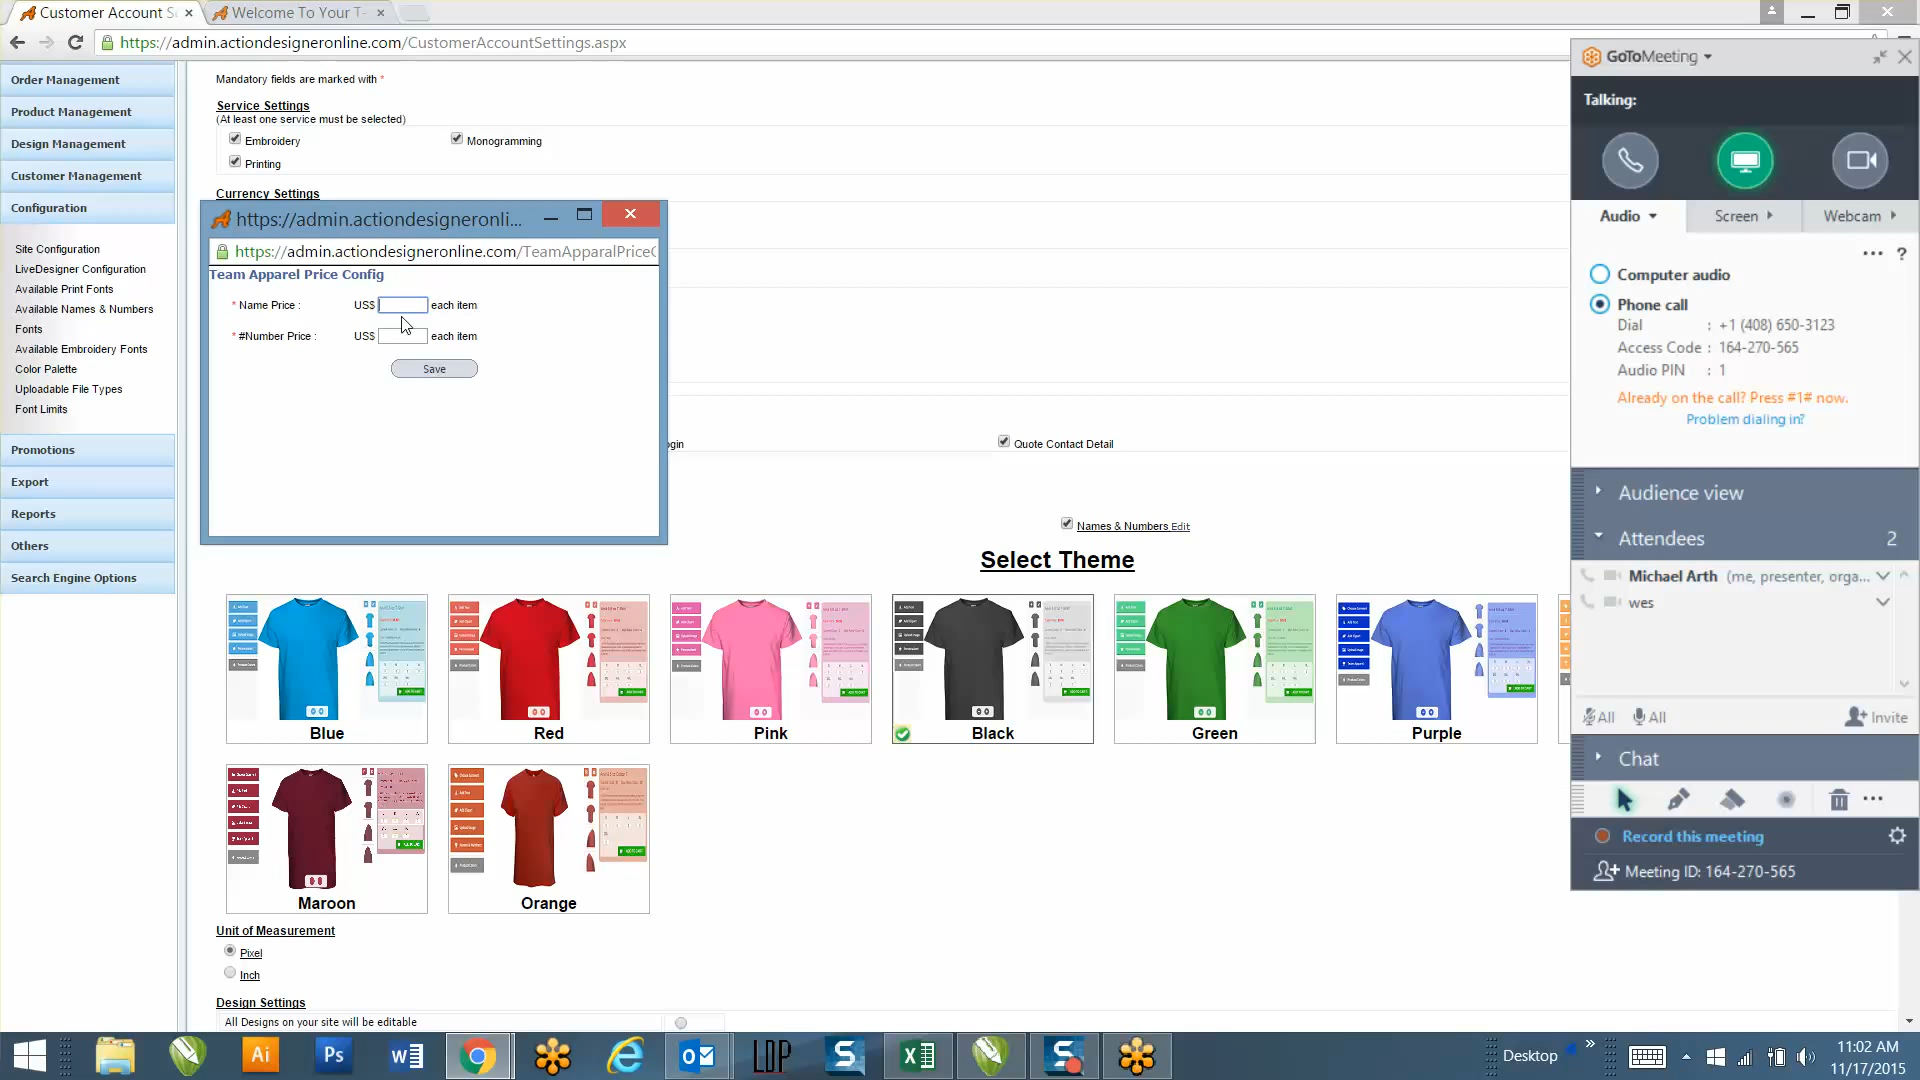 Customer Account S
Welcome To Your T-
https://admin.actiondesigneronline.com/CustomerAccountSettings.aspx
Order Management
Product Management
Design Management
Customer Management
Configuration
Site Configuration
LiveDesigner Configuration
Available Print Fonts
Available Names & Numbers
Fonts
Available Embroidery Fonts
Color Palette
Uploadable File Types
Font Limits
Promotions
Export
Reports
Others
Search Engine Options
Mandatory fields are marked with *
Service Settings
(At least one service must be selected)
Embroidery
Monogramming
Printing
Currency Settings
https://admin.actiondesigneronli...
https://admin.actiondesigneronline.com/TeamApparalPriceC
Team Apparel Price Config
* Name Price : US$ each item
* #Number Price : US$ each item
Save
gin
Quote Contact Detail
Names & Numbers Edit
Select Theme
Blue
Red
Pink
Black
Green
Purple
Maroon
Orange
Unit of Measurement
Pixel
Inch
Design Settings
All Designs on your site will be editable
GoToMeeting
Talking:
Audio
Screen
Webcam
... ?
Computer audio
Phone call
Dial : +1 (408) 650-3123
Access Code : 164-270-565
Audio PIN : 1
Already on the call? Press #1# now.
Problem dialing in?
Audience view
Attendees 2
Michael Arth (me, presenter, orga...
wes
All
All
Invite
Chat
Record this meeting
Meeting ID: 164-270-565
Ai
Ps
W
LDP
S
X
S
Desktop
11:02 AM
11/17/2015